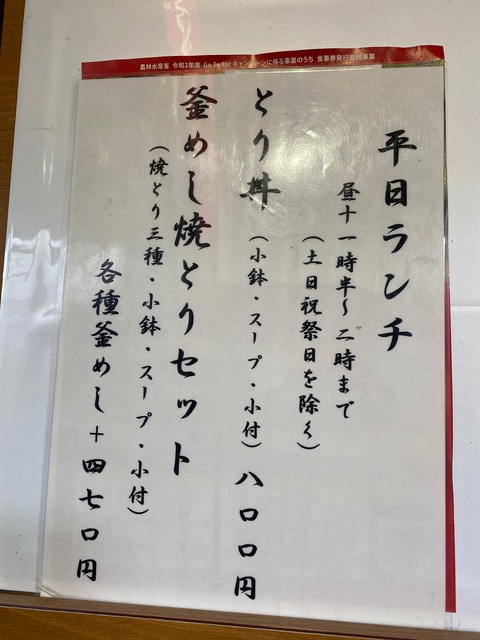 農林水産省 令和2年度 Go To Eat キャンペーンに係る事業のうち 食事券発行委託事業
平日ランチ
昼十一時半～二時まで
(土日祝祭日を除く)
とり丼 (小鉢・スープ・小付) 八〇〇円
釜めし焼とりセット
(焼とり三種・小鉢・スープ・小付)
各種釜めし＋四七〇円